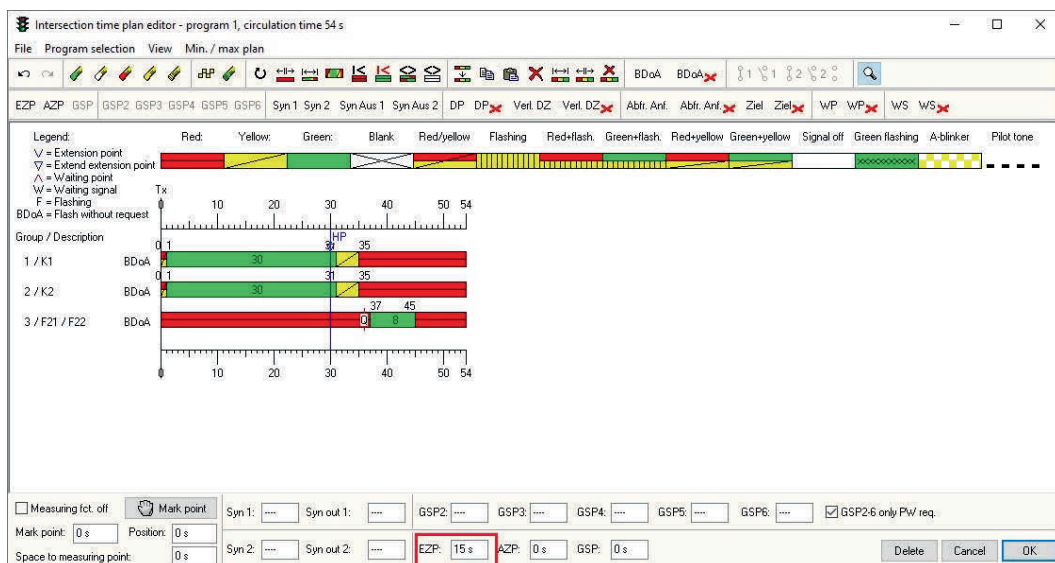 Intersection time plan editor - program 1, circulation time 54 s
File Program selection View Min. / max plan
BDoA BDoA 1 1 2 2
EZP AZP GSP GSP2 GSP3 GSP4 GSP5 GSP6 Syn 1 Syn 2 Syn Aus 1 Syn Aus 2 DP DP Verl. DZ Verl. DZ Abfr. Anf. Abfr. Anf. Ziel Ziel WP WP WS WS
Legend: Red: Yellow: Green: Blank Red/yellow Flashing Red+flash. Green+flash. Red+yellow Green+yellow Signal off Green flashing A-blinker Pilot tone
V = Extension point
∇ = Extend extension point
Λ = Waiting point
W = Waiting signal
F = Flashing
BDoA = Flash without request
Tx
0 10 20 30 40 50 54
Group / Description
HP
0 1 35
1 / K1 BDoA 30
0 1 31 35
2 / K2 BDoA 30
37 45
3 / F21 / F22 BDoA Q 8
0 10 20 30 40 50 54
Measuring fct. off Mark point Syn 1: ---- Syn out 1: ---- GSP2: ---- GSP3: ---- GSP4: ---- GSP5: ---- GSP6: ---- GSP2-6 only PW req.
Mark point: 0 s Position: 0 s
Space to measuring point: 0 s Syn 2: ---- Syn out 2: ---- EZP: 15 s AZP: 0 s GSP: 0 s Delete Cancel OK